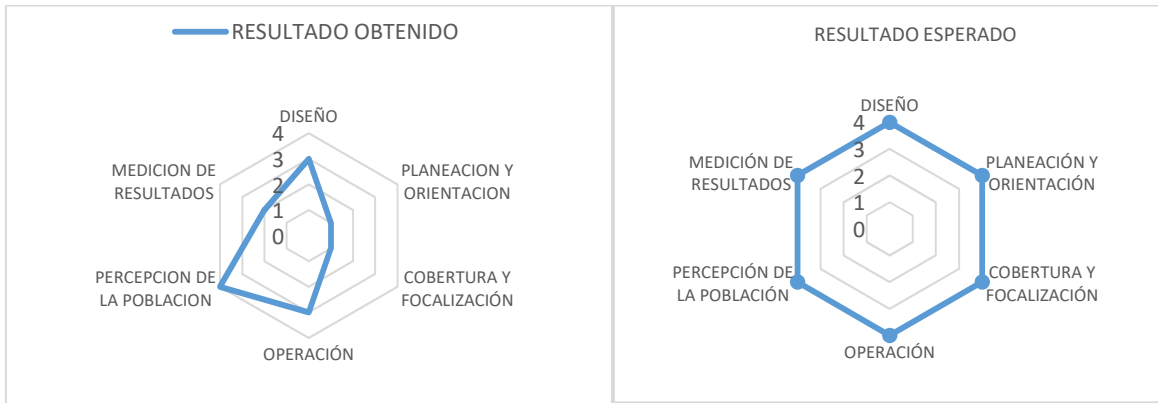 RESULTADO OBTENIDO
DISEÑO
4
3
2
1
0
PLANEACION Y
ORIENTACION
COBERTURA Y
FOCALIZACIÓN
OPERACIÓN
PERCEPCION DE
LA POBLACION
MEDICION DE
RESULTADOS
RESULTADO ESPERADO
DISEÑO
4
3
2
1
0
PLANEACIÓN Y
ORIENTACIÓN
COBERTURA Y
FOCALIZACIÓN
OPERACIÓN
PERCEPCIÓN DE
LA POBLACIÓN
MEDICIÓN DE
RESULTADOS